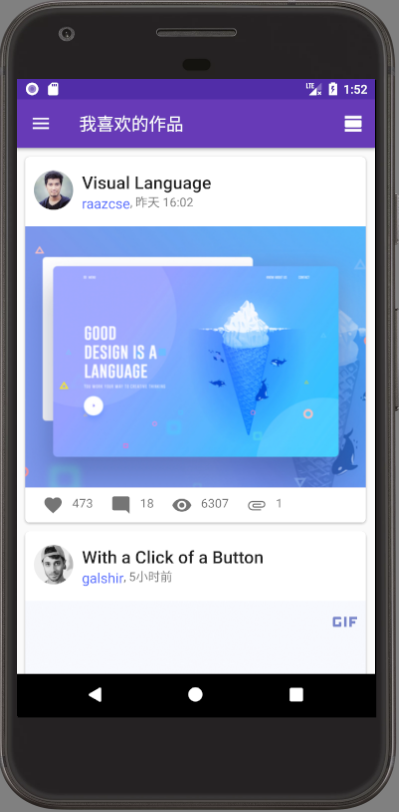 LTE 1:52
我喜欢的作品
Visual Language
raazcse, 昨天 16:02
GOOD
DESIGN IS A
LANGUAGE
473 18 6307 1
With a Click of a Button
galshir, 5小时前
GIF